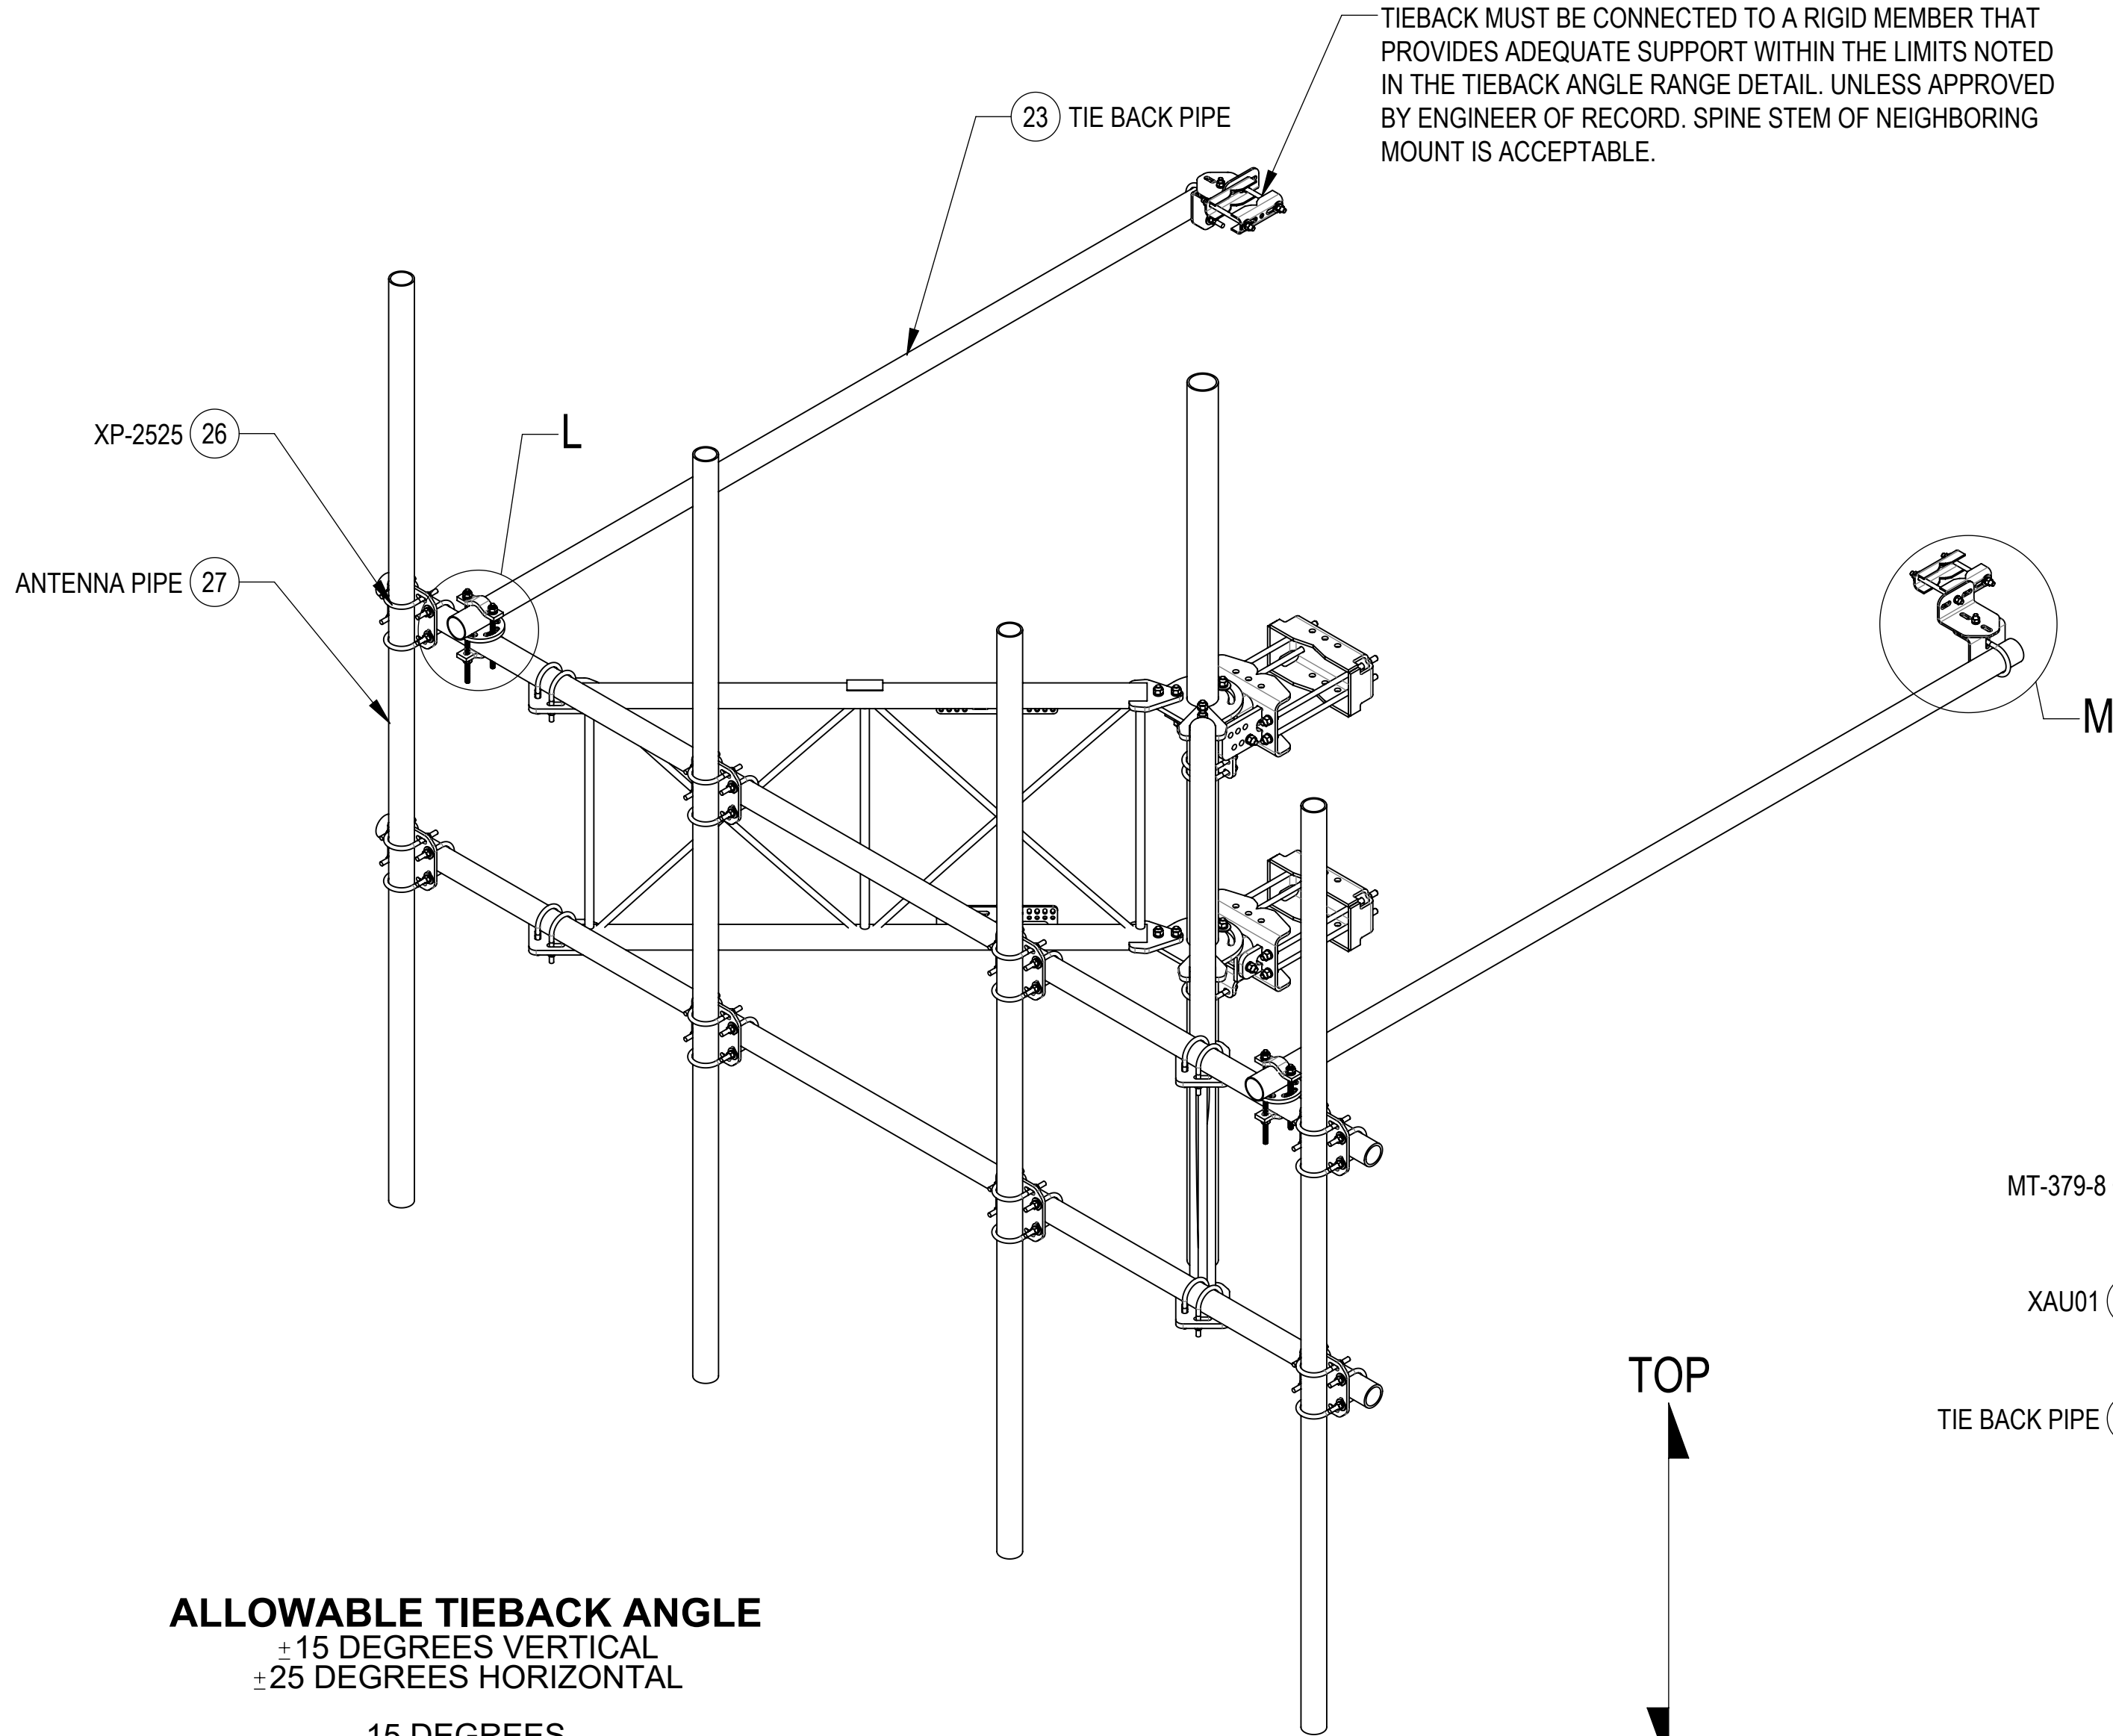 TIEBACK MUST BE CONNECTED TO A RIGID MEMBER THAT
PROVIDES ADEQUATE SUPPORT WITHIN THE LIMITS NOTED
IN THE TIEBACK ANGLE RANGE DETAIL. UNLESS APPROVED
BY ENGINEER OF RECORD. SPINE STEM OF NEIGHBORING
MOUNT IS ACCEPTABLE.
23 TIE BACK PIPE
XP-2525 26
L
ANTENNA PIPE 27
M
MT-379-8
XAU01
TOP
TIE BACK PIPE
ALLOWABLE TIEBACK ANGLE
±15 DEGREES VERTICAL
±25 DEGREES HORIZONTAL
15 DEGREES